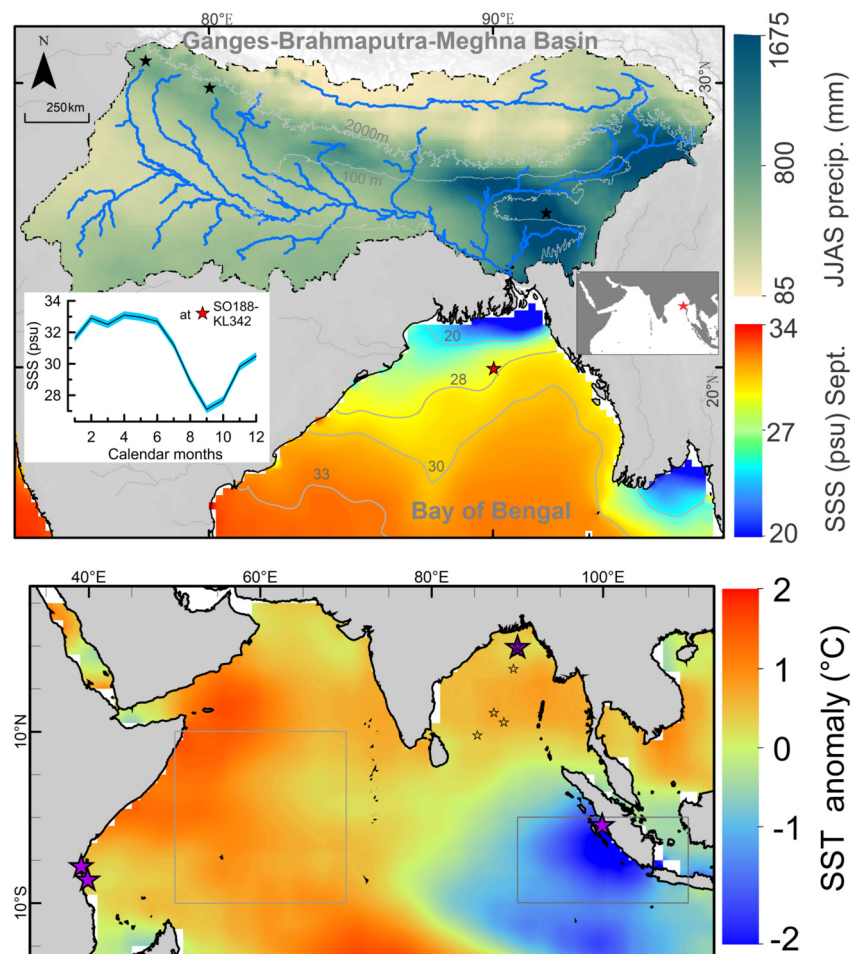 80°E
90°E
Ganges-Brahmaputra-Meghna Basin
N
250km
2000m
100 m
30°N
1675
800
85
JJAS precip. (mm)
33
32
30
28
SSS (psu)
at SO188-
KL342
2 4 6 8 10 12
Calendar months
20
28
30
33
20°N
Bay of Bengal
34
30
27
24
20
SSS (psu) Sept.
40°E
60°E
80°E
100°E
10°N
10°S
2
1
0
-1
-2
SST anomaly (°C)